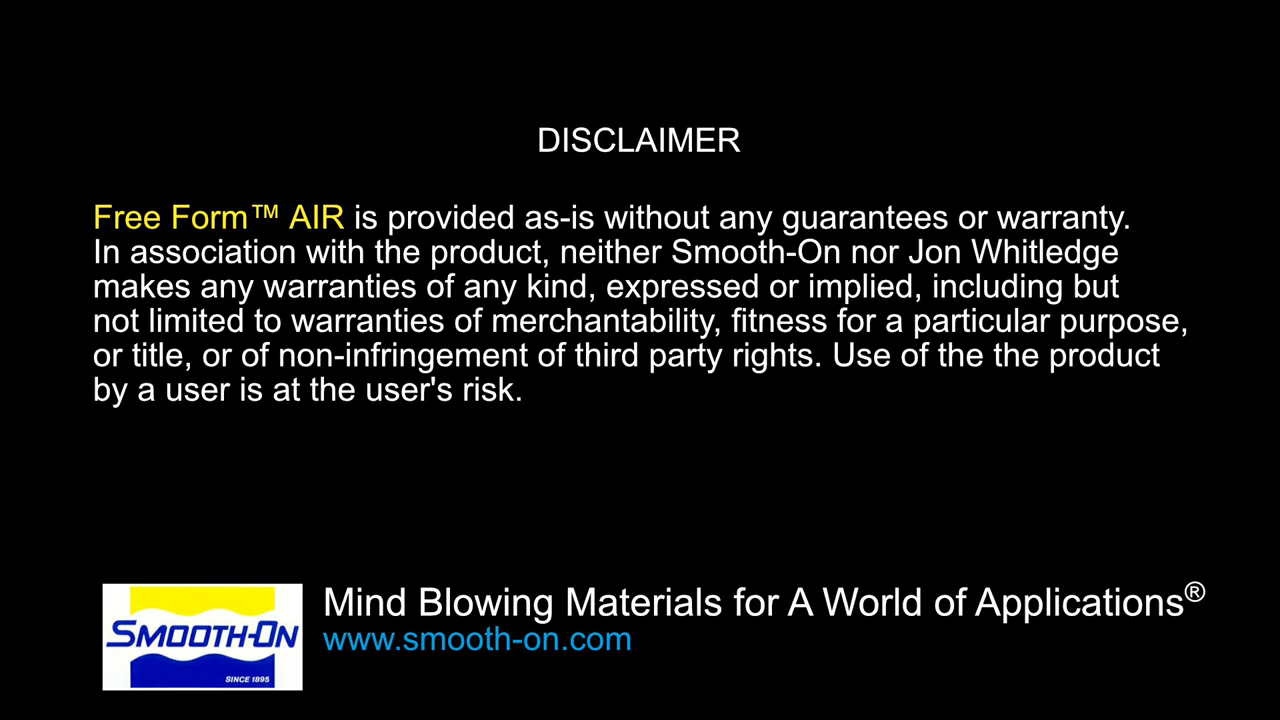 DISCLAIMER
Free Form™ AIR is provided as-is without any guarantees or warranty.
In association with the product, neither Smooth-On nor Jon Whitledge
makes any warranties of any kind, expressed or implied, including but
not limited to warranties of merchantability, fitness for a particular purpose,
or title, or of non-infringement of third party rights. Use of the the product
by a user is at the user's risk.
Mind Blowing Materials for A World of Applications®
www.smooth-on.com
SMOOTH-ON
SINCE 1895